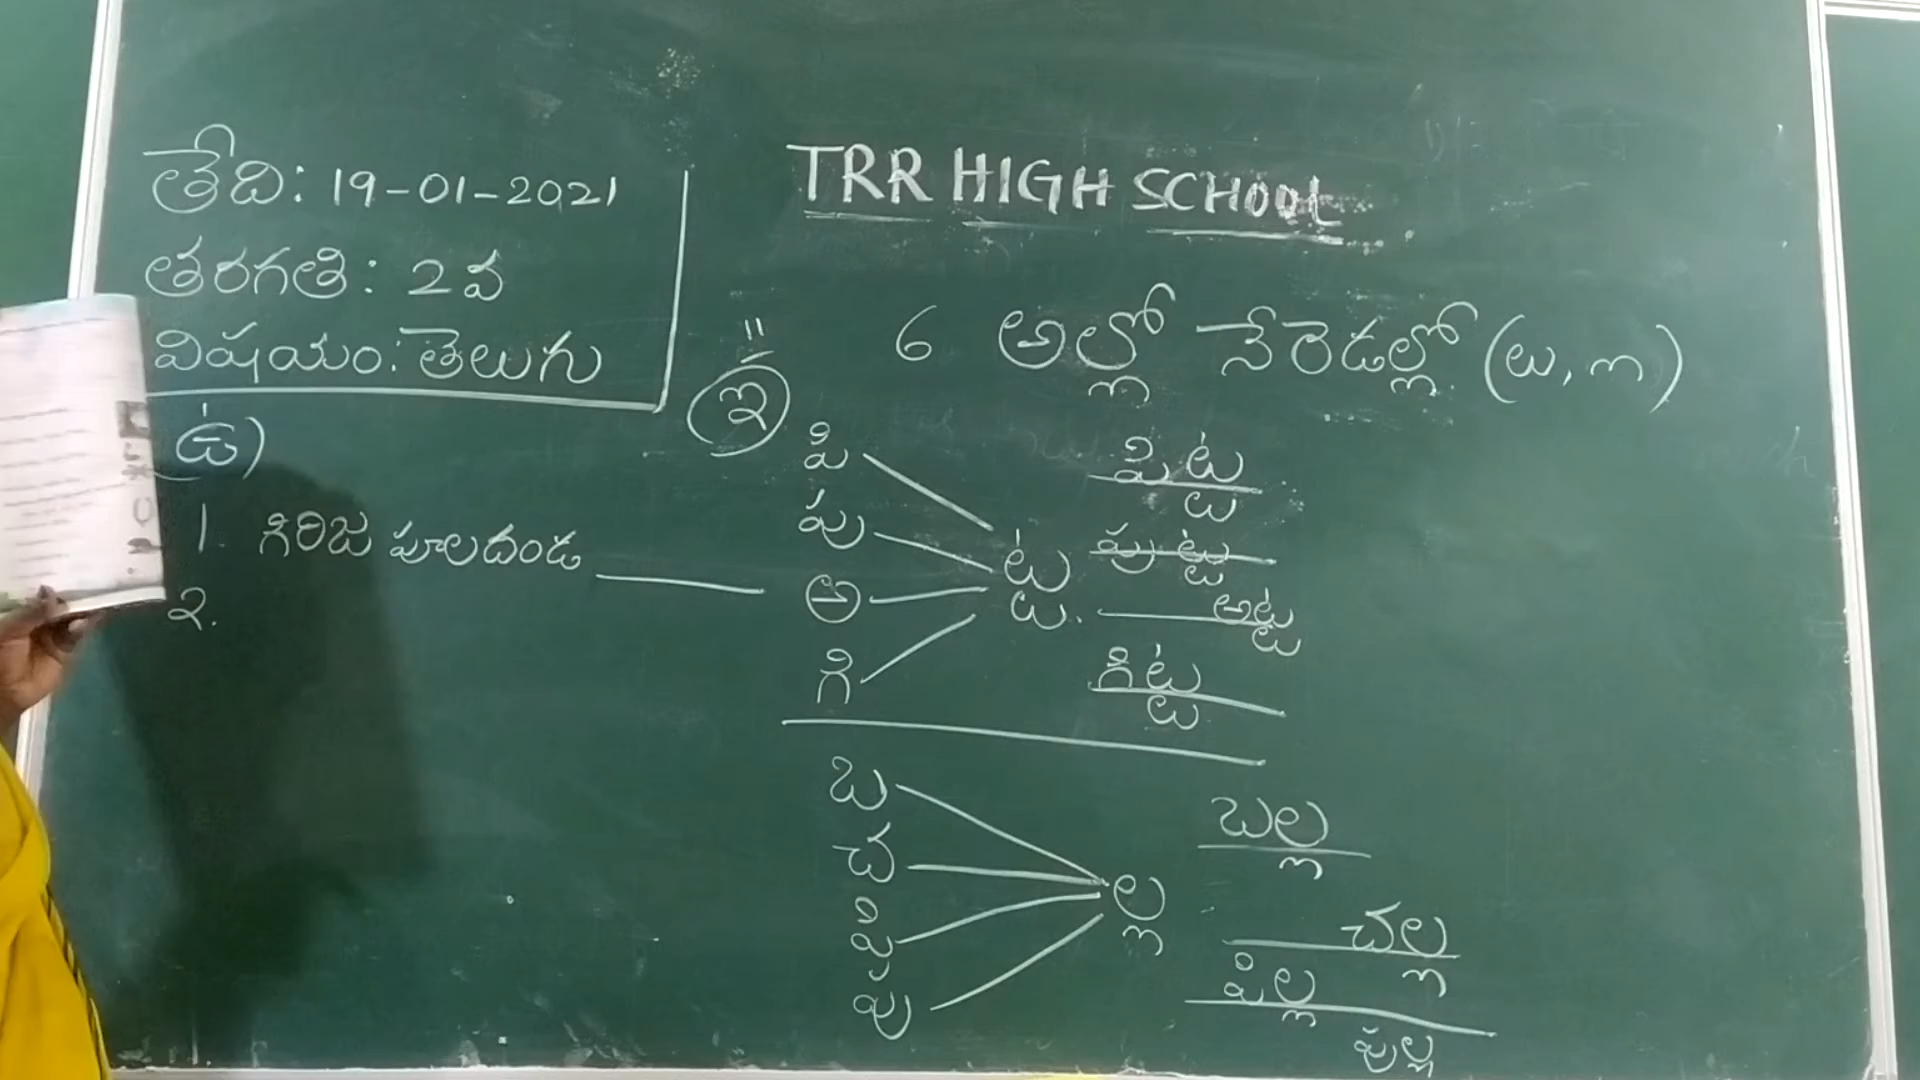 తేది: 19-01-2021
తరగతి: 2వ
విషయం: తెలుగు
TRR HIGH SCHOOL
6 అల్లో నేరెడల్లో (ట, ల)
ఉ)
1. గిరిజ పూలదండ ______
2.
ఇ
పి
పు
అ
గి
ట్ట.
పిట్ట
పుట్ట
అట్టు
గిట్ట
బ
చ
పి
పు
ల్ల
బల్ల
చల్ల
పిల్ల
పుల్ల